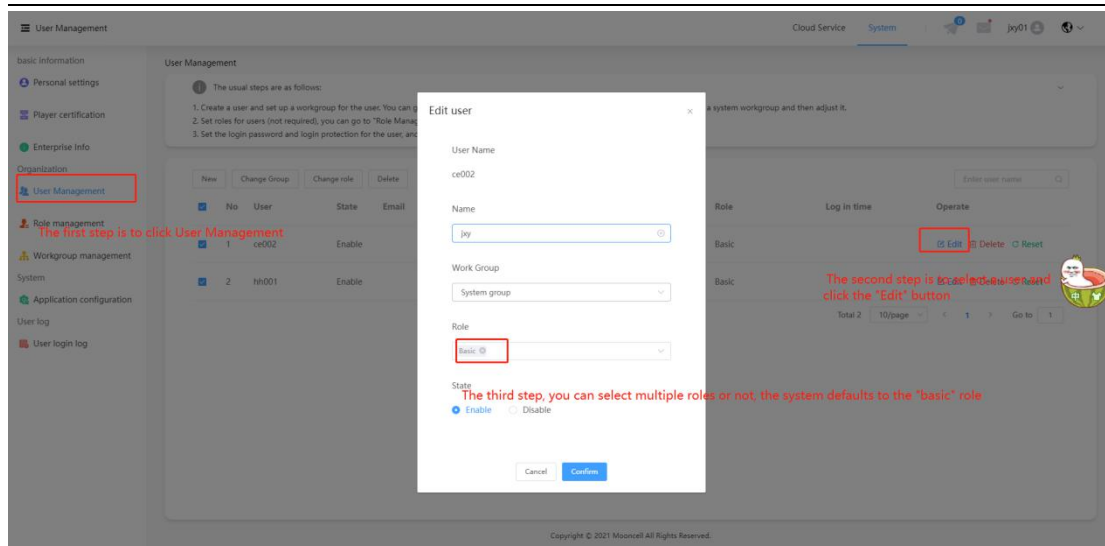 User Management
Cloud Service System 0 jxy01
basic information
Personal settings
Player certification
Enterprise Info
Organization
User Management
Role management
Workgroup management
System
Application configuration
User log
User login log
User Management
The usual steps are as follows:
1. Create a user and set up a workgroup for the user. You can g
a system workgroup and then adjust it.
2. Set roles for users (not required), you can go to "Role Manag
3. Set the login password and login protection for the user, and
New Change Group Change role Delete
Enter user name
No User State Email
Role Log in time Operate
1 ce002 Enable
Basic Edit Delete Reset
2 hh001 Enable
Basic Edit Delete Reset
Total 2 10/page < 1 > Go to 1
The first step is to click User Management
The second step is to select a user and
click the "Edit" button
Edit user
User Name
ce002
Name
jxy
Work Group
System group
Role
Basic
State
The third step, you can select multiple roles or not, the system defaults to the "basic" role
Enable Disable
Cancel Confirm
中
Copyright © 2021 Mooncell All Rights Reserved.